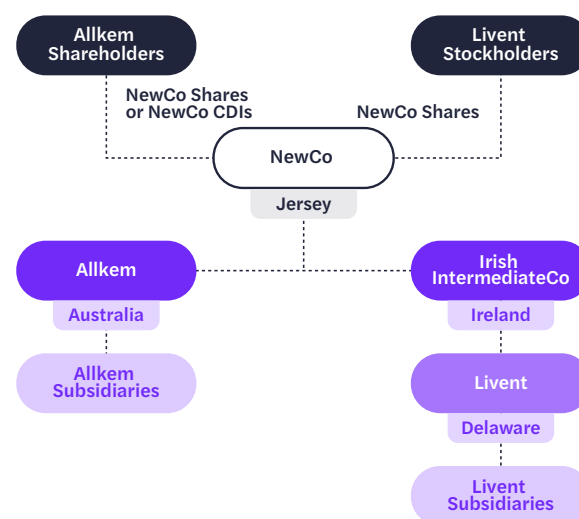 Allkem
Shareholders
Livent
Stockholders
NewCo Shares
or NewCo CDIs
NewCo Shares
NewCo
Jersey
Allkem
Irish
IntermediateCo
Australia
Ireland
Allkem
Subsidiaries
Livent
Delaware
Livent
Subsidiaries